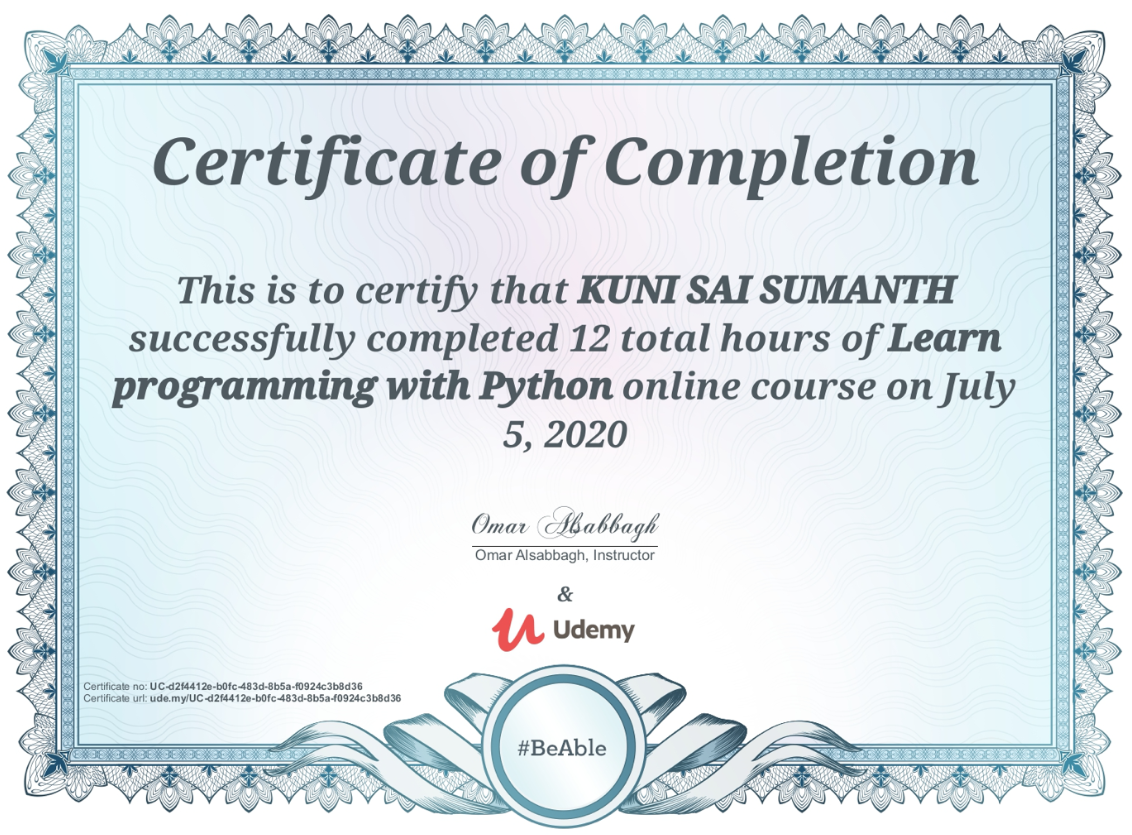 Certificate of Completion
This is to certify that KUNI SAI SUMANTH
successfully completed 12 total hours of Learn
programming with Python online course on July
5, 2020
Omar Alsabbagh
Omar Alsabbagh, Instructor
&
Udemy
Certificate no: UC-d2f4412e-b0fc-483d-8b5a-f0924c3b8d36
Certificate url: ude.my/UC-d2f4412e-b0fc-483d-8b5a-f0924c3b8d36
#BeAble